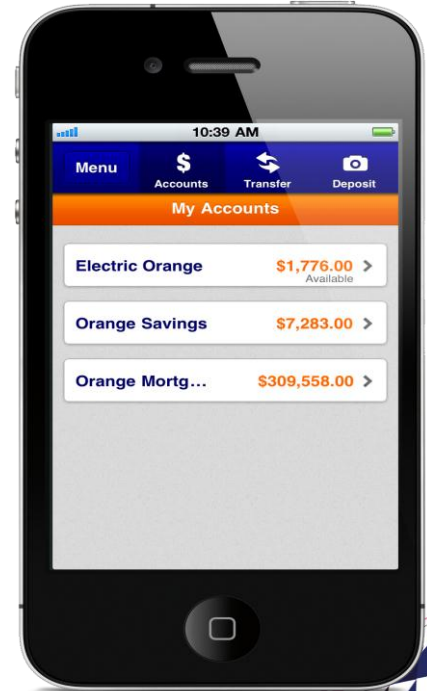 10:39 AM
Menu
Accounts
Transfer
Deposit
My Accounts
Electric Orange $1,776.00
Available
Orange Savings $7,283.00
Orange Mortg... $309,558.00